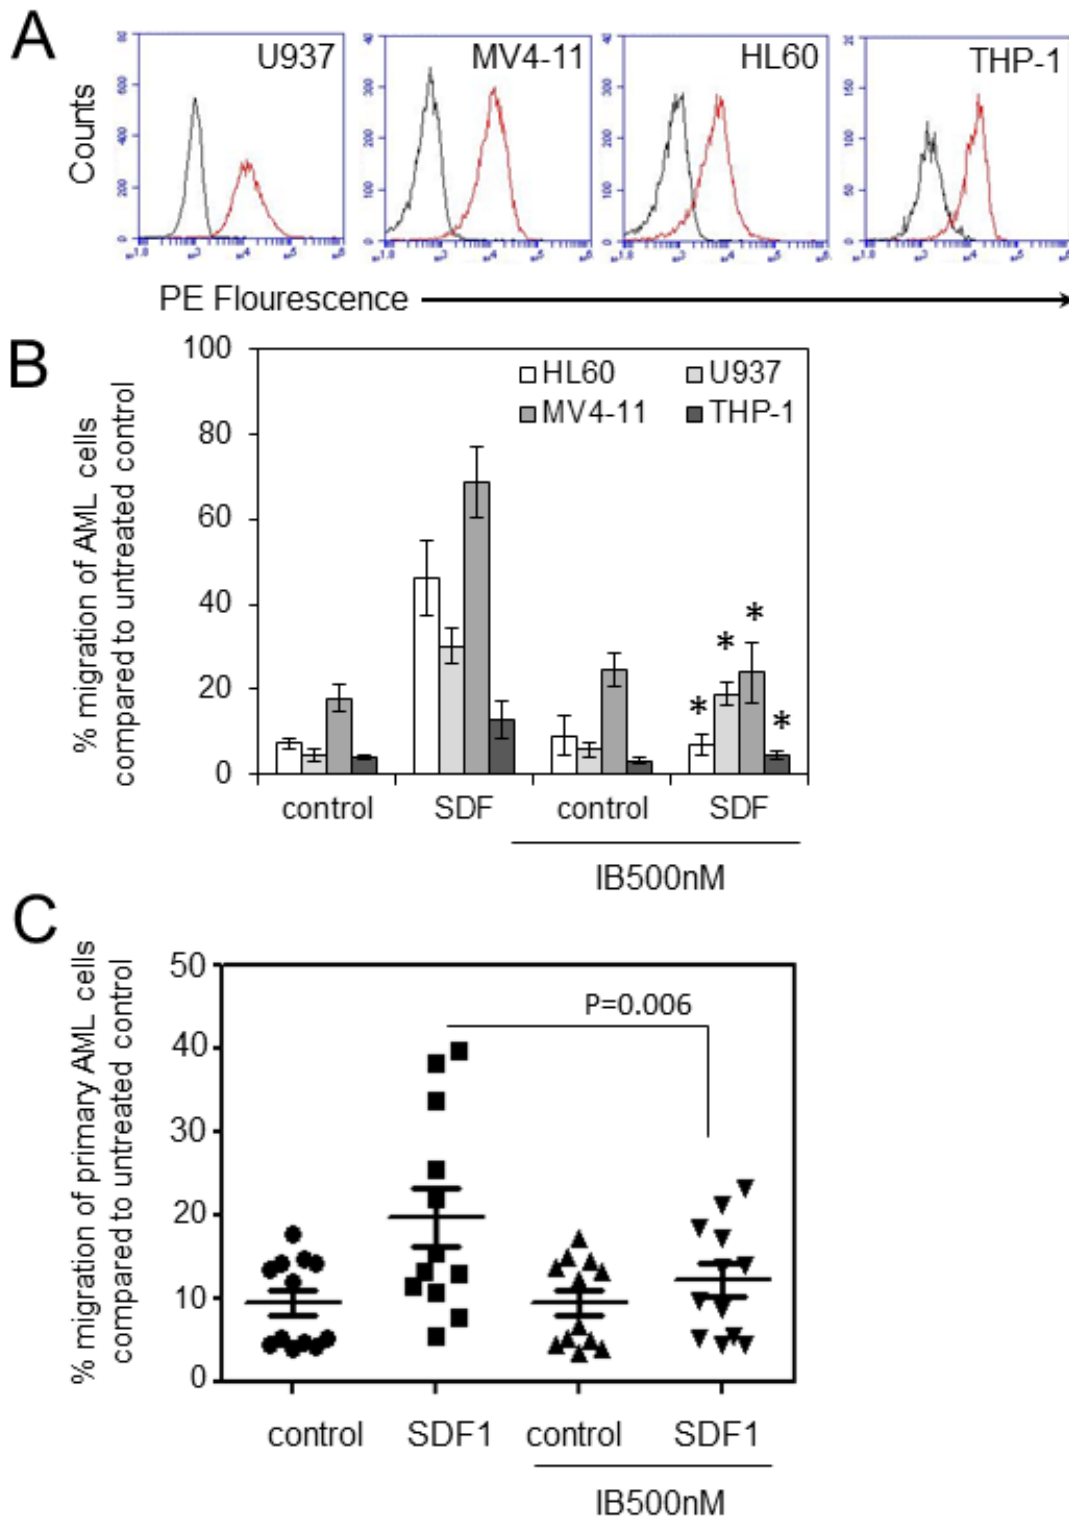 A
U937
MV4-11
HL60
THP-1
Counts
PE Flourescence
B
% migration of AML cells
compared to untreated control
100
80
60
40
20
0
HL60
U937
MV4-11
THP-1
*
*
*
*
control
SDF
control
SDF
IB500nM
C
% migration of primary AML cells
compared to untreated control
50
40
30
20
10
0
P=0.006
control
SDF1
control
SDF1
IB500nM